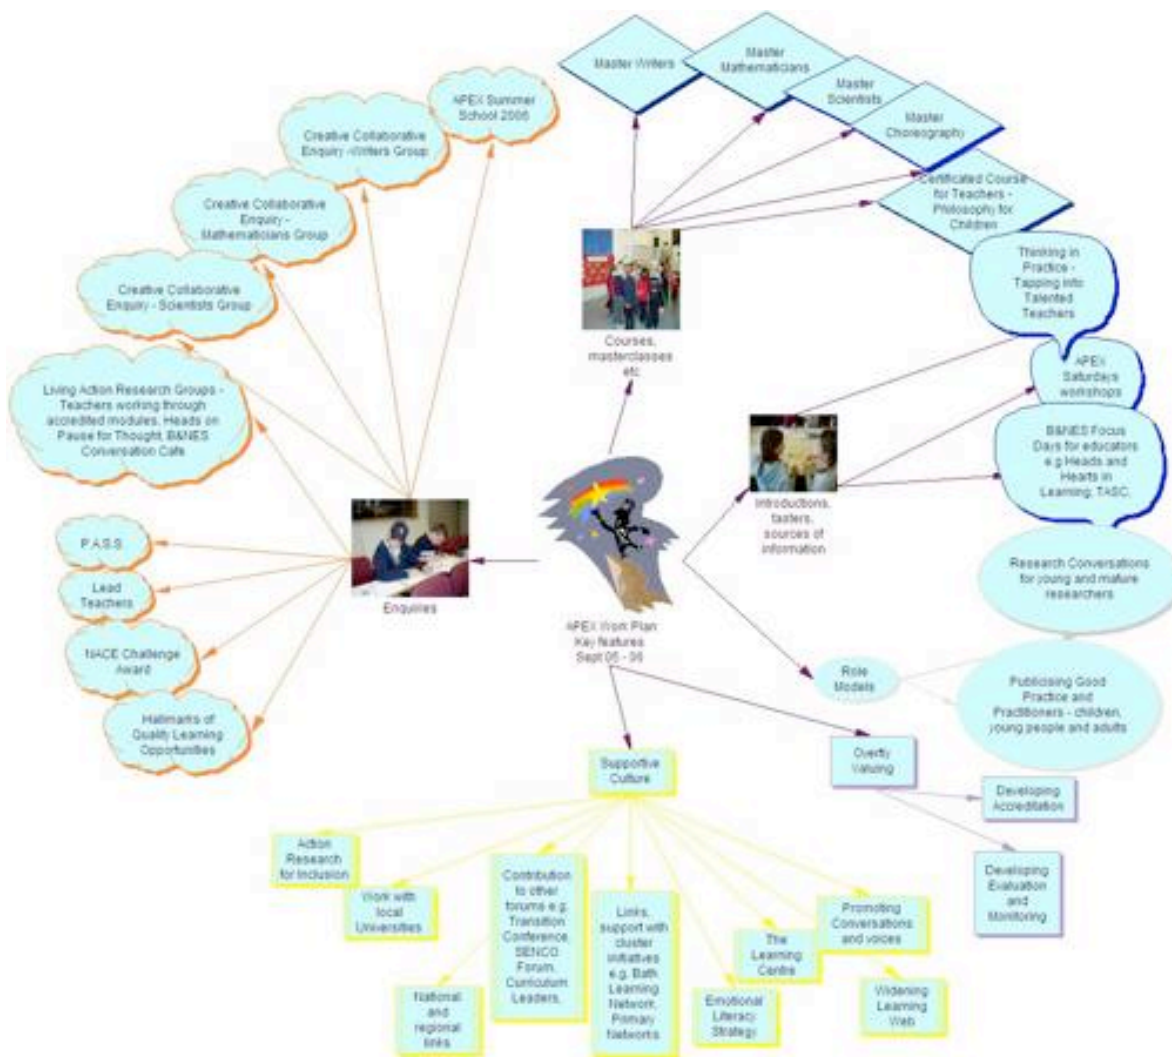 Master Writers
Master
Mathematicians
Master
Scientists
Master
Choreography
Certificated Course
for Teachers -
Philosophy for
Children
APEX Summer
School 2006
Creative Collaborative
Enquiry -Writers Group
Creative Collaborative
Enquiry -
Mathematicians Group
Creative Collaborative
Enquiry - Scientists Group
Living Action Research Groups -
Teachers working through
accredited modules, Heads on
Pause for Thought, B&NES
Conversation Cafe
P.A.S.S.
Lead
Teachers
NACE Challenge
Award
Hallmarks of
Quality Learning
Opportunities
Enquiries
Courses,
masterclasses
etc
Thinking in
Practice -
Tapping into
Talented
Teachers
APEX
Saturdays
workshops
B&NES Focus
Days for educators
e.g Heads and
Hearts in
Learning, TASC,
Introductions,
tasters,
sources of
information
APEX Work Plan
Key features
Sept 05 - 06
Research Conversations
for young and mature
researchers
Role
Models
Publicising Good
Practice and
Practitioners - children,
young people and adults
Overtly
Valuing
Developing
Accreditation
Developing
Evaluation
and
Monitoring
Supportive
Culture
Action
Research
for Inclusion
Work with
local
Universities
National
and
regional
links
Contribution
to other
forums e.g.
Transition
Conference,
SENCO
Forum,
Curriculum
Leaders,
Links,
support with
cluster
initiatives
e.g. Bath
Learning
Network,
Primary
Networks
Emotional
Literacy
Strategy
The
Learning
Centre
Promoting
Conversations
and voices
Widening
Learning
Web